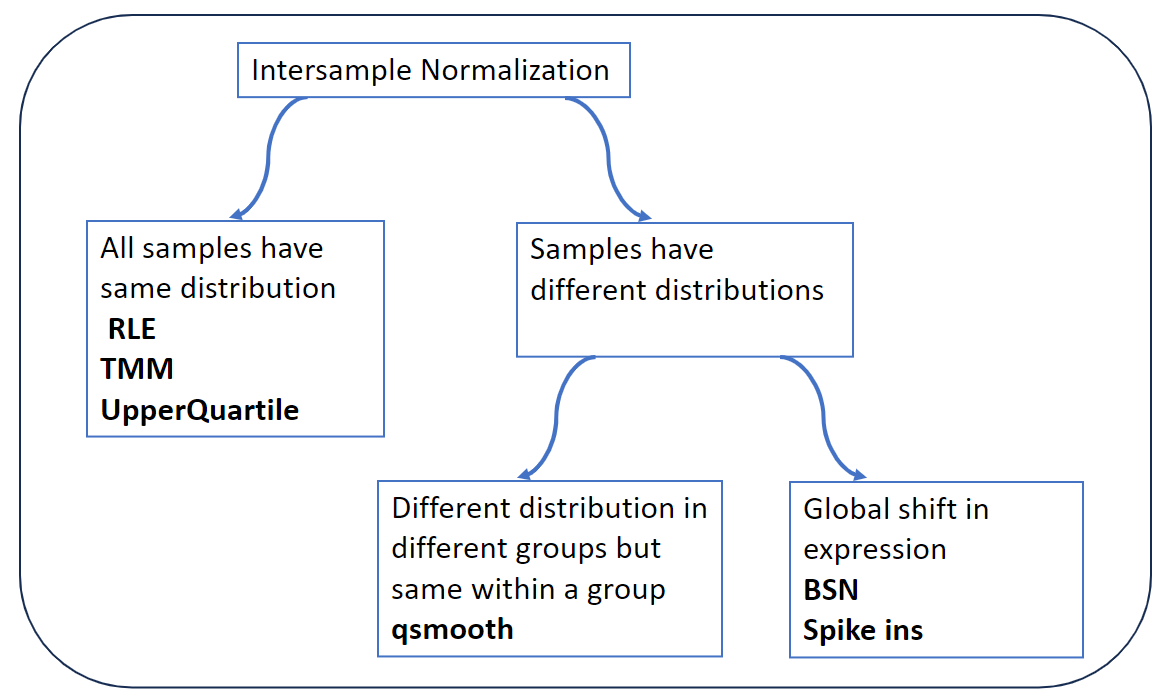 Intersample Normalization
All samples have
same distribution
RLE
TMM
UpperQuartile
Samples have
different distributions
Different distribution in
different groups but
same within a group
qsmooth
Global shift in
expression
BSN
Spike ins